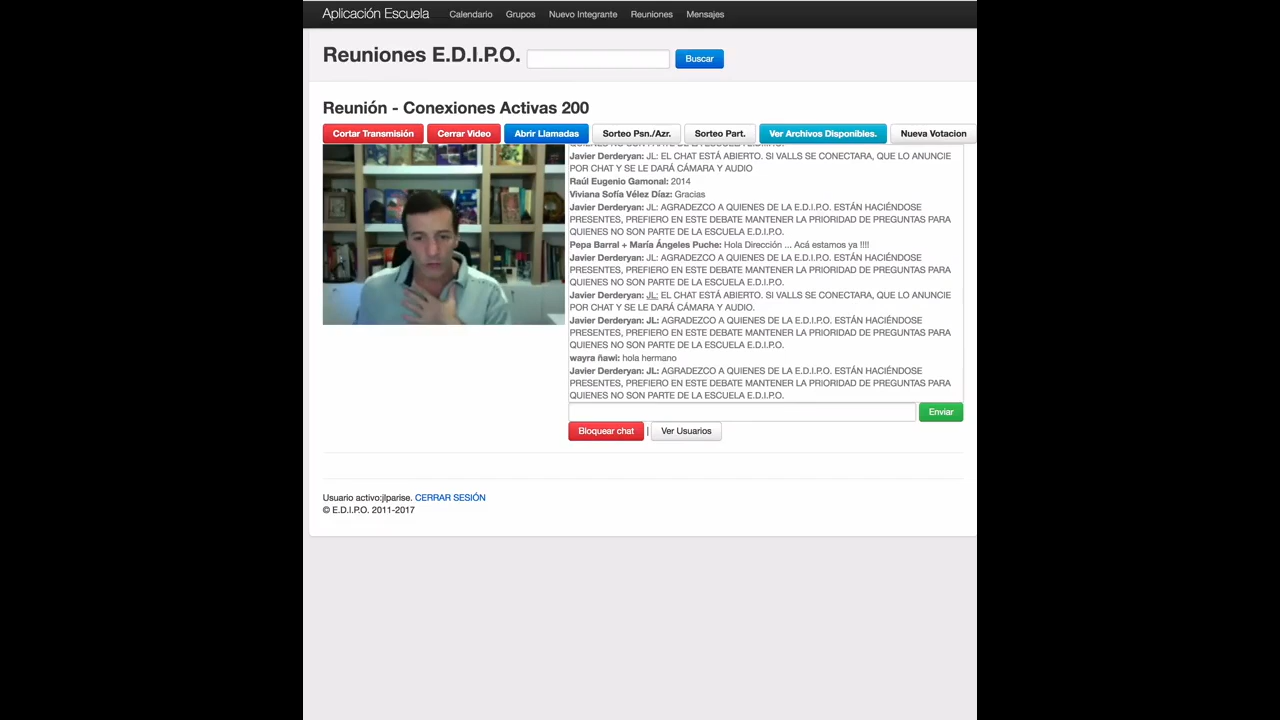 Aplicación Escuela Calendario Grupos Nuevo Integrante Reuniones Mensajes
Reuniones E.D.I.P.O. Buscar
Reunión - Conexiones Activas 200
Cortar Transmisión Cerrar Video Abrir Llamadas Sorteo Psn./Azr. Sorteo Part. Ver Archivos Disponibles. Nueva Votacion
QUIENES NO SON PARTE DE LA ESCUELA E.D.I.P.O.
Javier Derderyan: JL: EL CHAT ESTÁ ABIERTO. SI VALLS SE CONECTARA, QUE LO ANUNCIE
POR CHAT Y SE LE DARÁ CÁMARA Y AUDIO
Raúl Eugenio Gamonal: 2014
Viviana Sofía Vélez Díaz: Gracias
Javier Derderyan: JL: AGRADEZCO A QUIENES DE LA E.D.I.P.O. ESTÁN HACIÉNDOSE
PRESENTES, PREFIERO EN ESTE DEBATE MANTENER LA PRIORIDAD DE PREGUNTAS PARA
QUIENES NO SON PARTE DE LA ESCUELA E.D.I.P.O.
Pepa Barral + María Ángeles Puche: Hola Dirección ... Acá estamos ya !!!!
Javier Derderyan: JL: AGRADEZCO A QUIENES DE LA E.D.I.P.O. ESTÁN HACIÉNDOSE
PRESENTES, PREFIERO EN ESTE DEBATE MANTENER LA PRIORIDAD DE PREGUNTAS PARA
QUIENES NO SON PARTE DE LA ESCUELA E.D.I.P.O.
Javier Derderyan: JL: EL CHAT ESTÁ ABIERTO. SI VALLS SE CONECTARA, QUE LO ANUNCIE
POR CHAT Y SE LE DARÁ CÁMARA Y AUDIO.
Javier Derderyan: JL: AGRADEZCO A QUIENES DE LA E.D.I.P.O. ESTÁN HACIÉNDOSE
PRESENTES, PREFIERO EN ESTE DEBATE MANTENER LA PRIORIDAD DE PREGUNTAS PARA
QUIENES NO SON PARTE DE LA ESCUELA E.D.I.P.O.
wayra ñawi: hola hermano
Javier Derderyan: JL: AGRADEZCO A QUIENES DE LA E.D.I.P.O. ESTÁN HACIÉNDOSE
PRESENTES, PREFIERO EN ESTE DEBATE MANTENER LA PRIORIDAD DE PREGUNTAS PARA
QUIENES NO SON PARTE DE LA ESCUELA E.D.I.P.O.
Enviar
Bloquear chat | Ver Usuarios
Usuario activo:jlparise. CERRAR SESIÓN
© E.D.I.P.O. 2011-2017